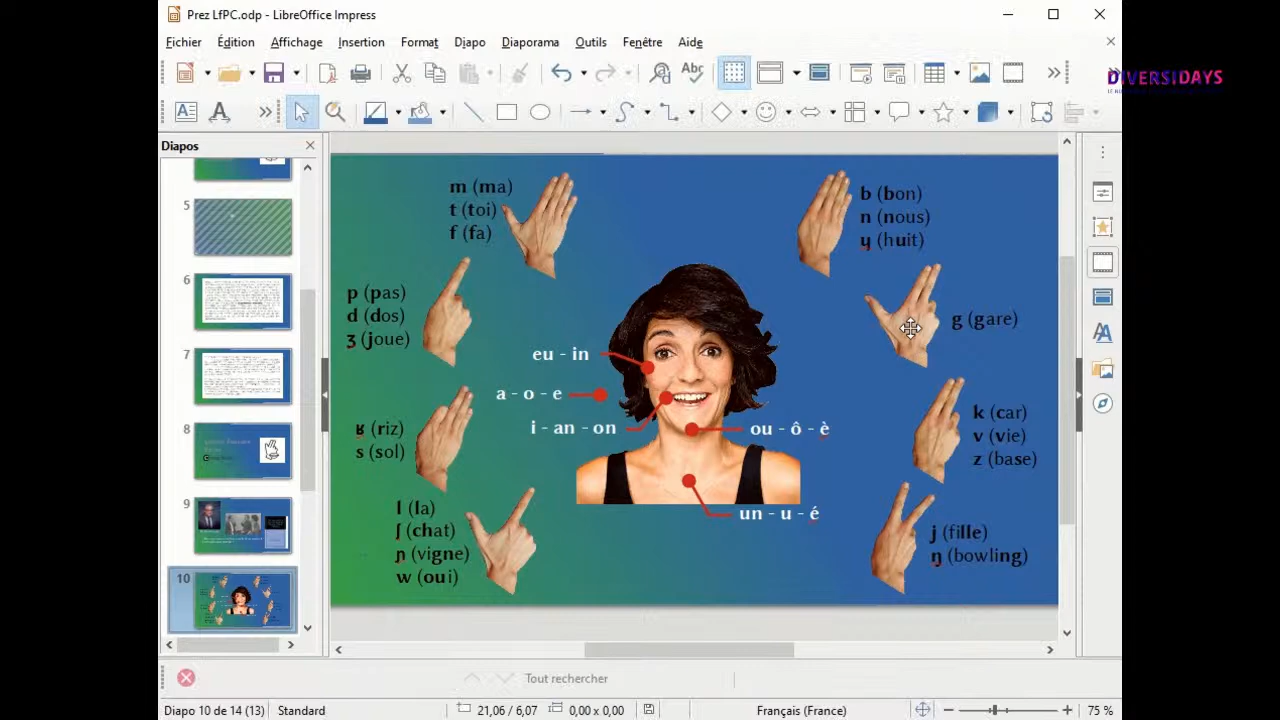 Prez LfPC.odp - LibreOffice Impress
Fichier Édition Affichage Insertion Format Diapo Diaporama Outils Fenêtre Aide
DIVERSIDAYS
Diapos
5
6
7
8
9
10
m (ma)
t (toi)
f (fa)
b (bon)
n (nous)
ɥ (huit)
p (pas)
d (dos)
ʒ (joue)
g (gare)
eu - in
a - o - e
i - an - on
ou - ô - è
un - u - é
ʁ (riz)
s (sol)
k (car)
v (vie)
z (base)
l (la)
ʃ (chat)
ɲ (vigne)
w (oui)
j (fille)
ŋ (bowling)
Tout rechercher
Diapo 10 de 14 (13) Standard 21,06 / 6,07 0,00 x 0,00 Français (France) 75 %